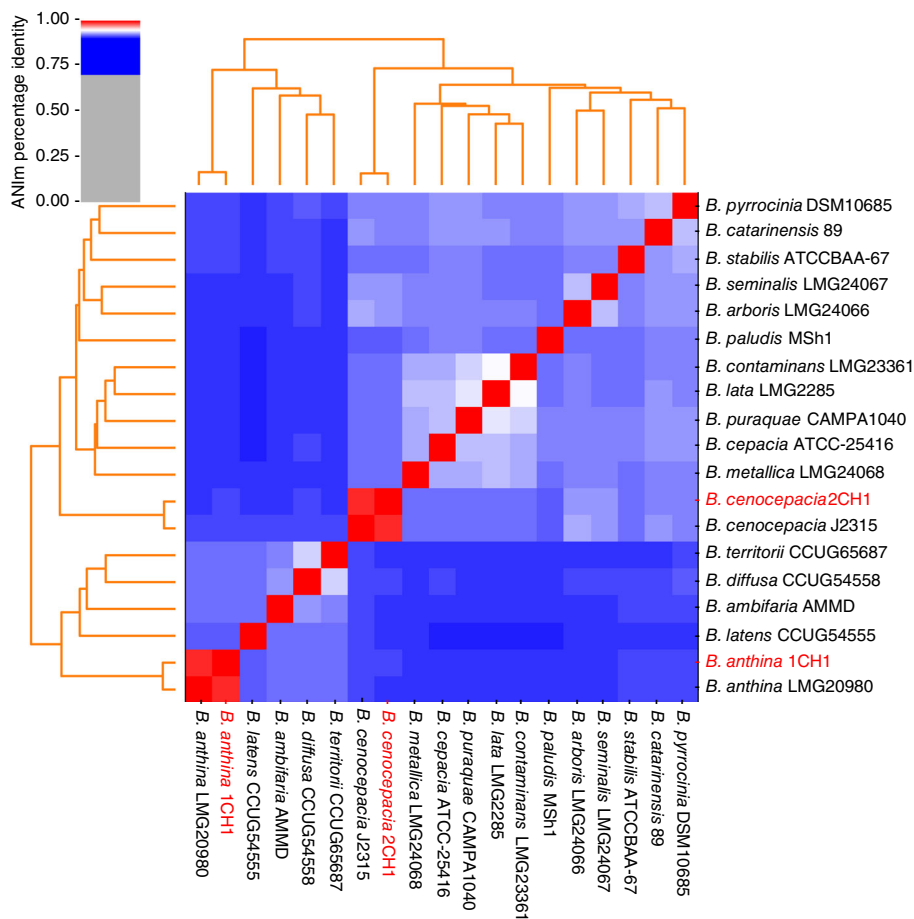 ANIm percentage identity
1.00
0.75
0.50
0.25
0.00
B. pyrrocinia DSM10685
B. catarinensis 89
B. stabilis ATCCBAA-67
B. seminalis LMG24067
B. arboris LMG24066
B. paludis MSh1
B. contaminans LMG23361
B. lata LMG2285
B. puraquae CAMPA1040
B. cepacia ATCC-25416
B. metallica LMG24068
B. cenocepacia2CH1
B. cenocepacia J2315
B. territorii CCUG65687
B. diffusa CCUG54558
B. ambifaria AMMD
B. latens CCUG54555
B. anthina 1CH1
B. anthina LMG20980
B. anthina LMG20980
B. anthina 1CH1
B. latens CCUG54555
B. ambifaria AMMD
B. diffusa CCUG54558
B. territorii CCUG65687
B. cenocepacia J2315
B. cenocepacia 2CH1
B. metallica LMG24068
B. cepacia ATCC-25416
B. puraquae CAMPA1040
B. lata LMG2285
B. contaminans LMG23361
B. paludis MSh1
B. arboris LMG24066
B. seminalis LMG24067
B. stabilis ATCCBAA-67
B. catarinensis 89
B. pyrrocinia DSM10685